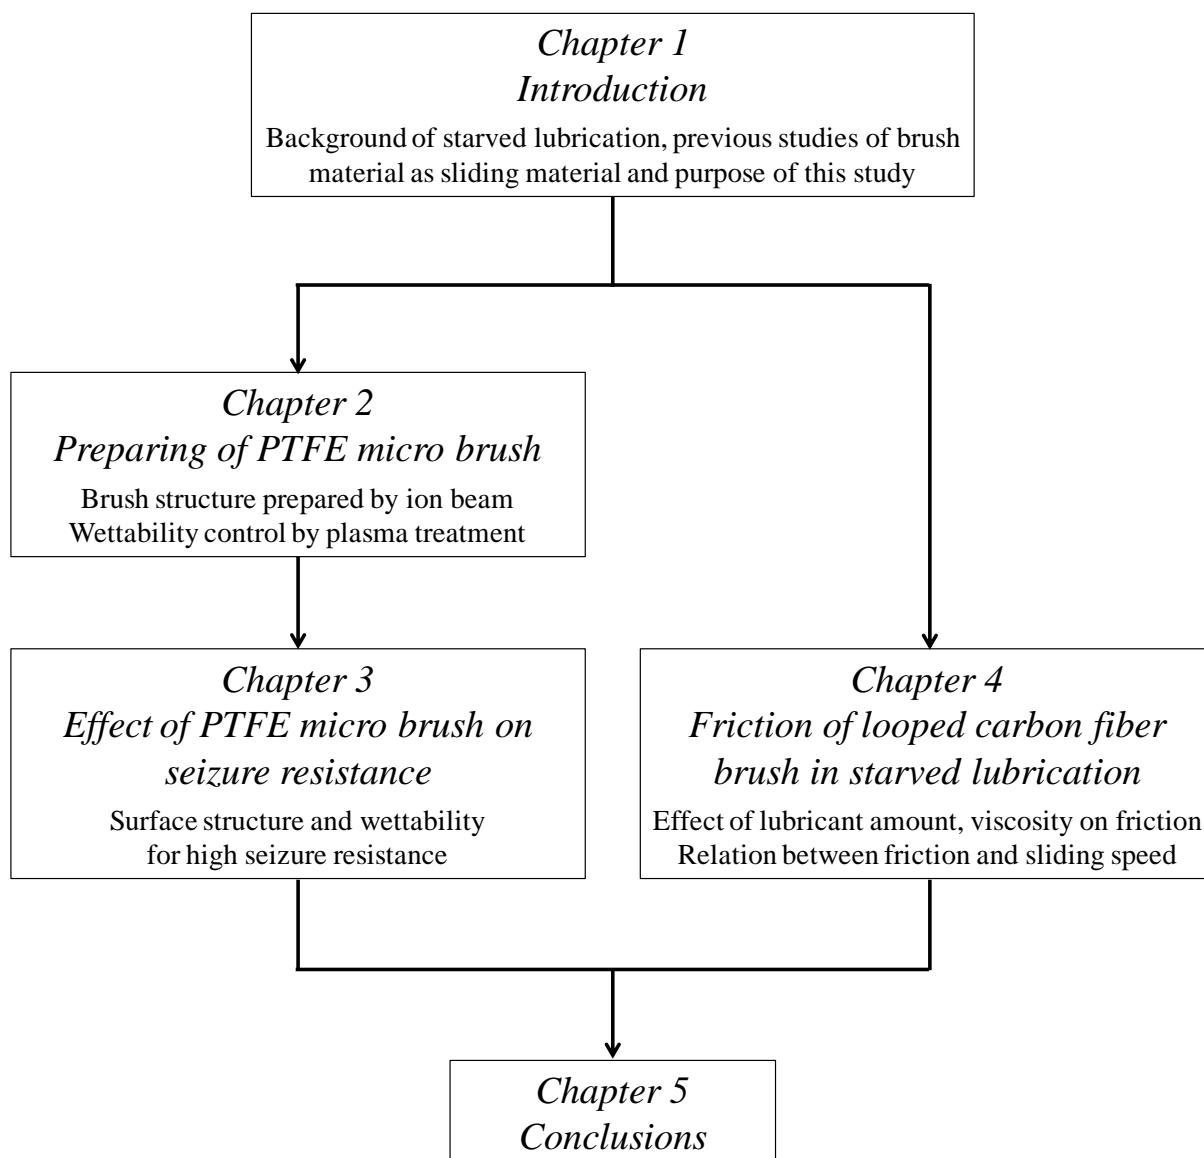 Chapter 1
Introduction
Background of starved lubrication, previous studies of brush
material as sliding material and purpose of this study
Chapter 2
Preparing of PTFE micro brush
Brush structure prepared by ion beam
Wettability control by plasma treatment
Chapter 3
Effect of PTFE micro brush on
seizure resistance
Surface structure and wettability
for high seizure resistance
Chapter 4
Friction of looped carbon fiber
brush in starved lubrication
Effect of lubricant amount, viscosity on friction
Relation between friction and sliding speed
Chapter 5
Conclusions